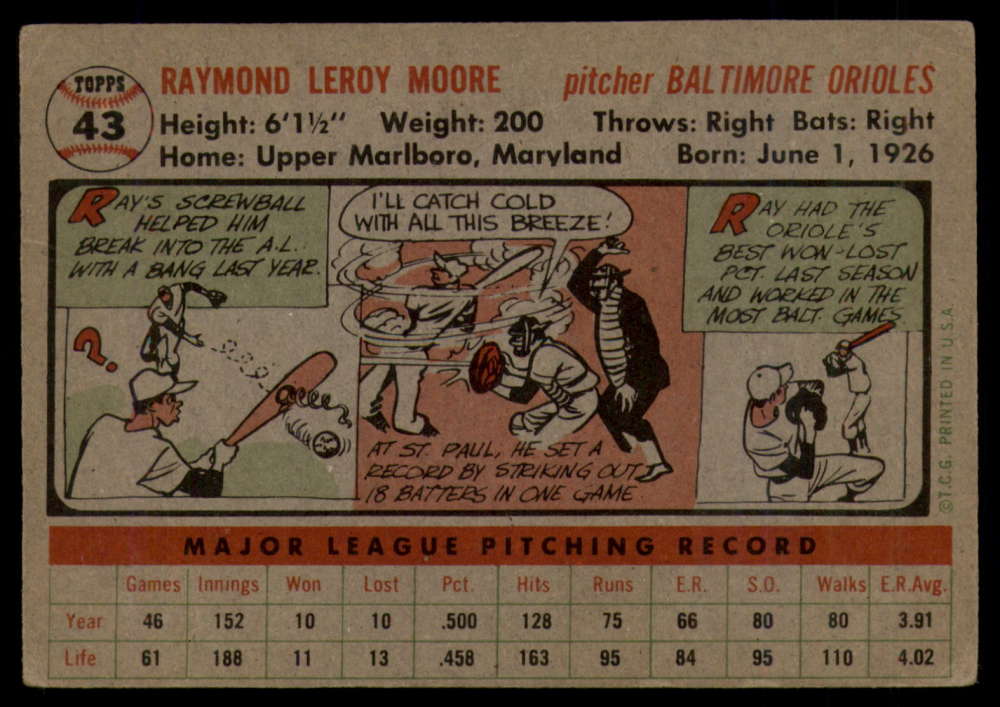 TOPPS
43
RAYMOND LEROY MOORE pitcher BALTIMORE ORIOLES
Height: 6'1½" Weight: 200 Throws: Right Bats: Right
Home: Upper Marlboro, Maryland Born: June 1, 1926
RAY'S SCREWBALL
HELPED HIM
BREAK INTO THE A.L.
WITH A BANG LAST YEAR.
?
I'LL CATCH COLD
WITH ALL THIS BREEZE!
AT ST. PAUL, HE SET A
RECORD BY STRIKING OUT
18 BATTERS IN ONE GAME.
RAY HAD THE
ORIOLE'S
BEST WON-LOST
PCT. LAST SEASON
AND WORKED IN THE
MOST BALT. GAMES.
© T.C.G. PRINTED IN U.S.A.
MAJOR LEAGUE PITCHING RECORD
Games Innings Won Lost Pct. Hits Runs E.R. S.O. Walks E.R.Avg.
Year 46 152 10 10 .500 128 75 66 80 80 3.91
Life 61 188 11 13 .458 163 95 84 95 110 4.02